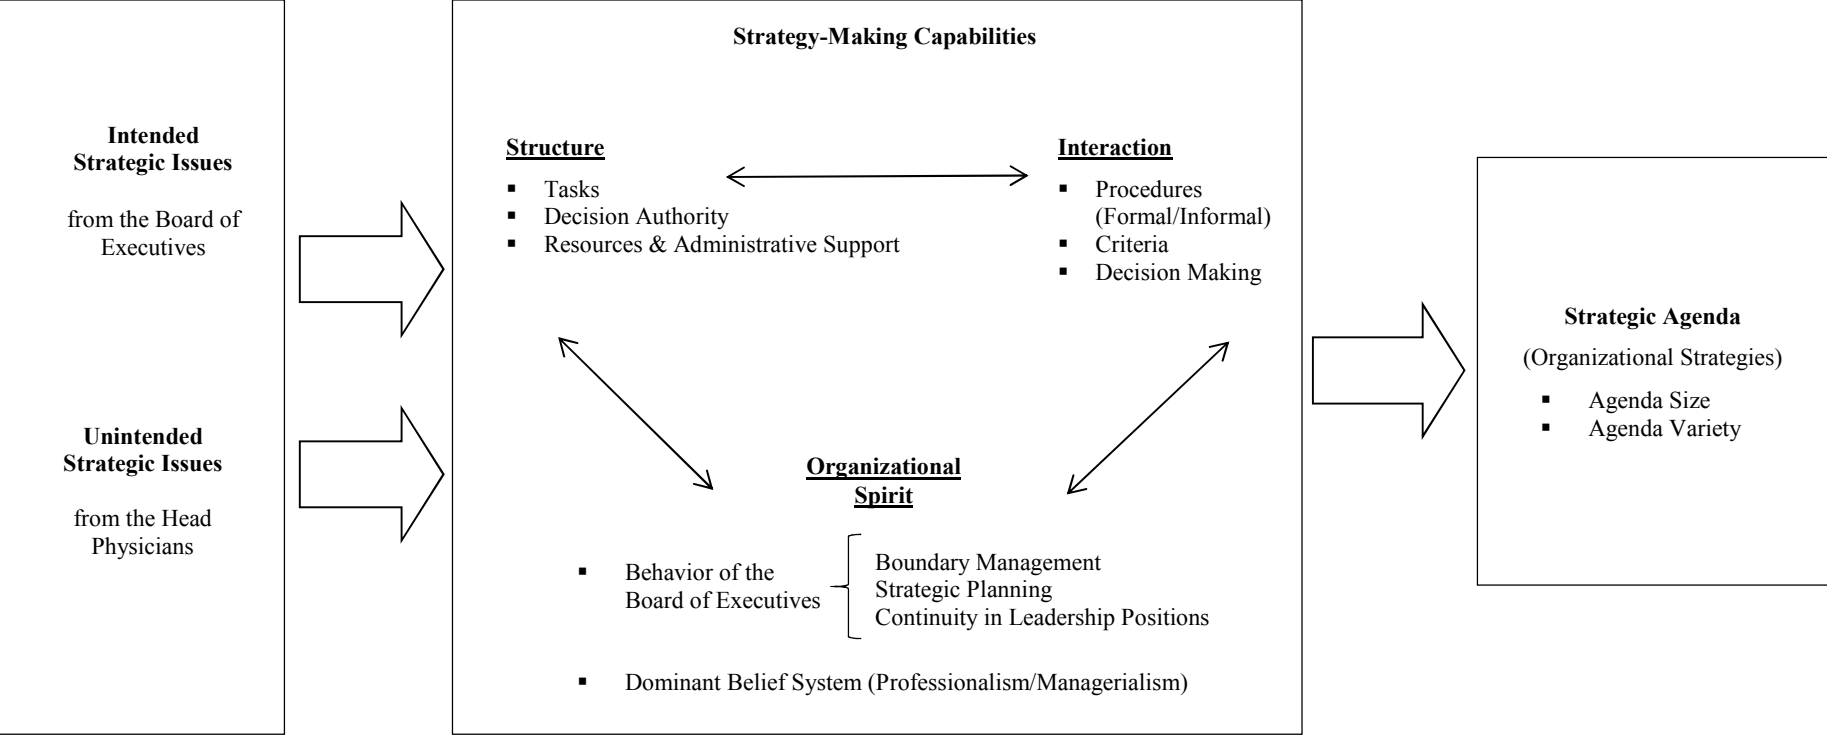 Intended
Strategic Issues
from the Board of
Executives
Unintended
Strategic Issues
from the Head
Physicians
Strategy-Making Capabilities
Structure
▪ Tasks
▪ Decision Authority
▪ Resources & Administrative Support
Interaction
▪ Procedures
(Formal/Informal)
▪ Criteria
▪ Decision Making
Organizational
Spirit
▪ Behavior of the
Board of Executives
Boundary Management
Strategic Planning
Continuity in Leadership Positions
▪ Dominant Belief System (Professionalism/Managerialism)
Strategic Agenda
(Organizational Strategies)
▪ Agenda Size
▪ Agenda Variety